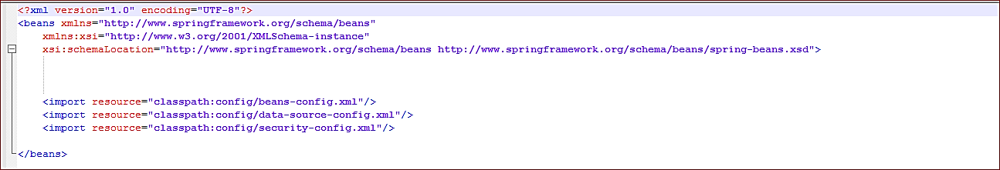 <?xml version="1.0" encoding="UTF-8"?>
<beans xmlns="http://www.springframework.org/schema/beans"
    xmlns:xsi="http://www.w3.org/2001/XMLSchema-instance"
    xsi:schemaLocation="http://www.springframework.org/schema/beans http://www.springframework.org/schema/beans/spring-beans.xsd">
    <import resource="classpath:config/beans-config.xml"/>
    <import resource="classpath:config/data-source-config.xml"/>
    <import resource="classpath:config/security-config.xml"/>
</beans>